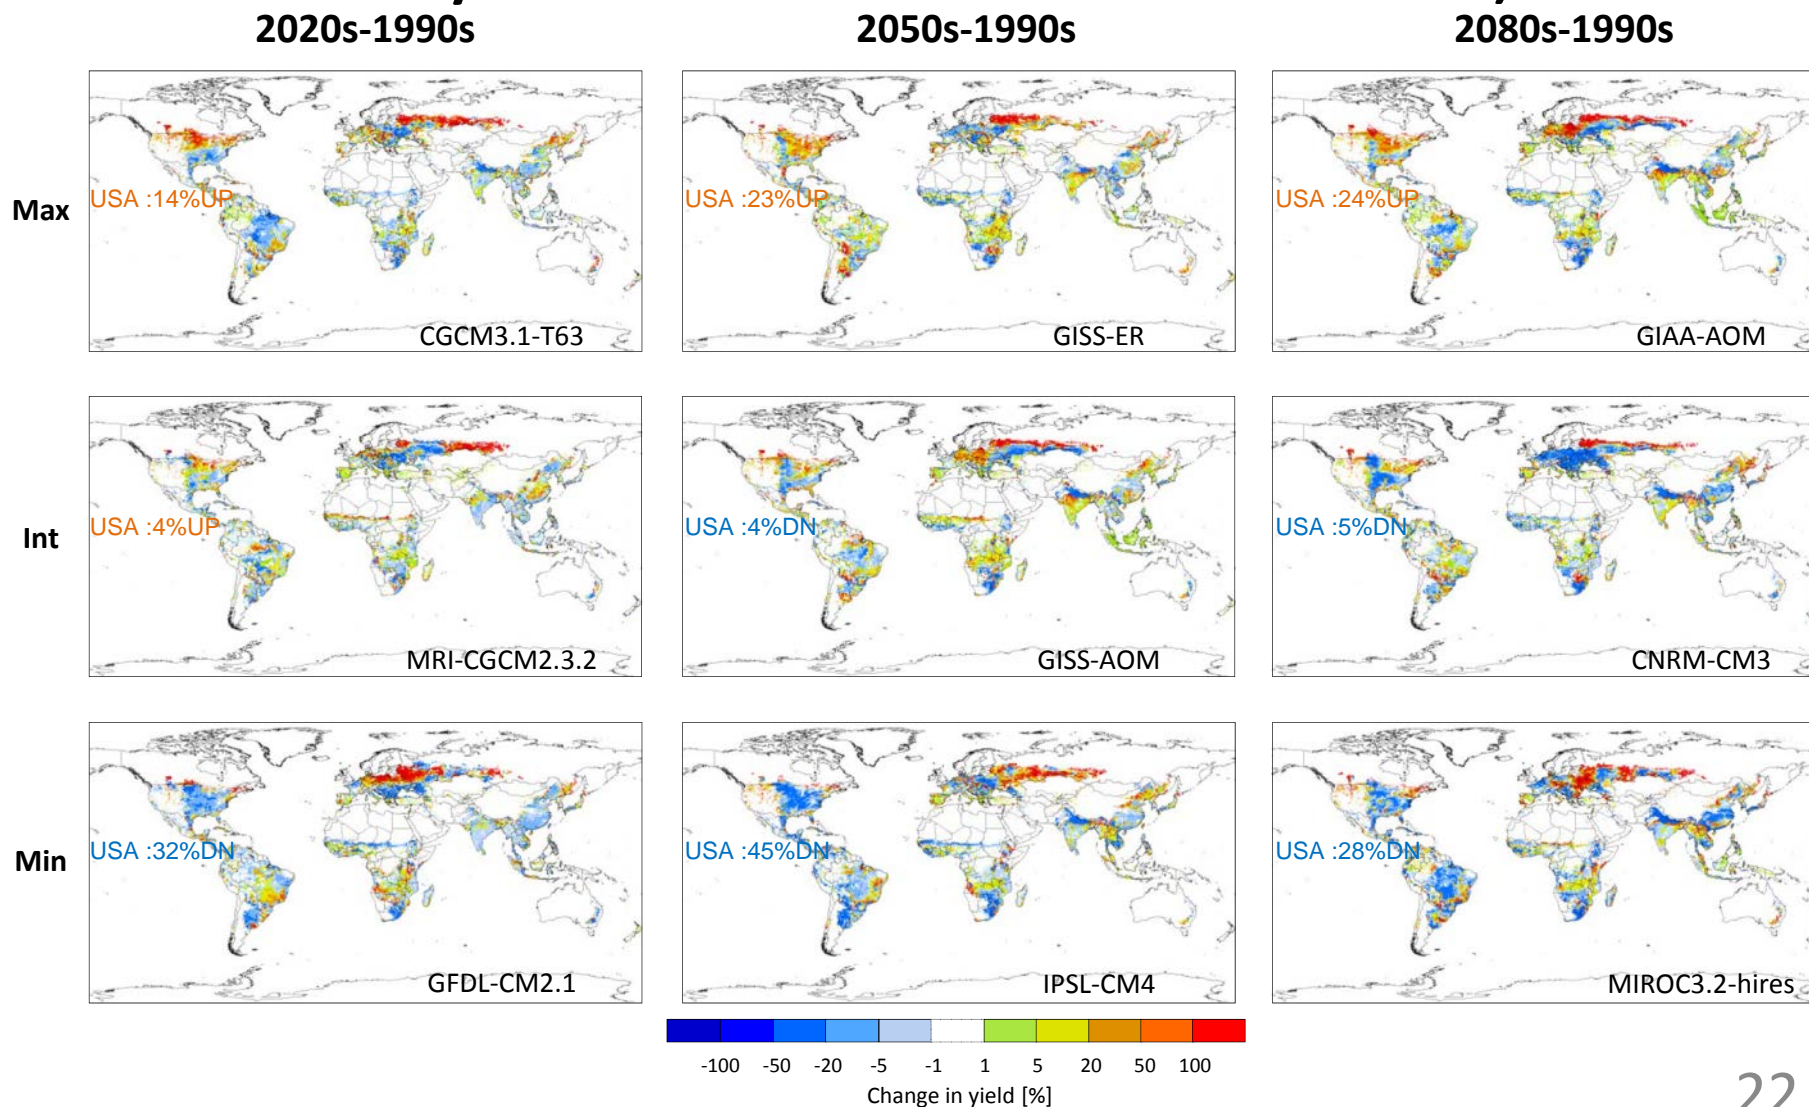 2020s-1990s 2050s-1990s 2080s-1990s
Max
USA :14%UP
CGCM3.1-T63
USA :23%UP
GISS-ER
USA :24%UP
GIAA-AOM
Int
USA :4%UP
MRI-CGCM2.3.2
USA :4%DN
GISS-AOM
USA :5%DN
CNRM-CM3
Min
USA :32%DN
GFDL-CM2.1
USA :45%DN
IPSL-CM4
USA :28%DN
MIROC3.2-hires
-100 -50 -20 -5 -1 1 5 20 50 100
Change in yield [%]
22